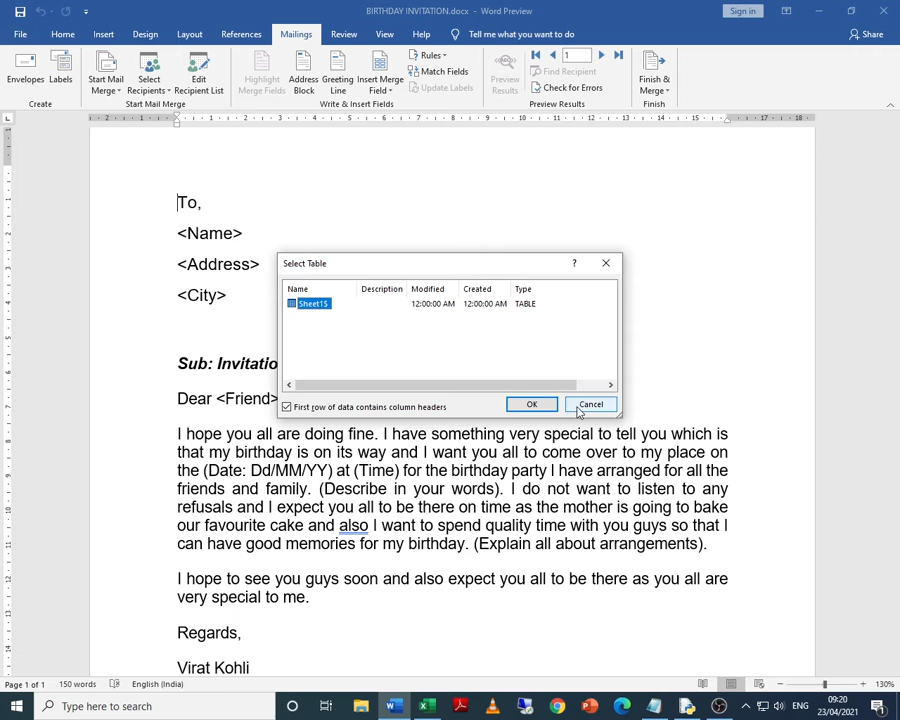 BIRTHDAY INVITATION.docx - Word Preview
Sign in
File Home Insert Design Layout References Mailings Review View Help Tell me what you want to do Share
Envelopes Labels
Create
Start Mail Merge Select Recipients Edit Recipient List
Start Mail Merge
Highlight Merge Fields Address Block Greeting Line Insert Merge Field
Rules
Match Fields
Update Labels
Write & Insert Fields
Preview Results
1
Find Recipient
Check for Errors
Preview Results
Finish & Merge
Finish
To,
<Name>
<Address>
<City>
Sub: Invitatio
Dear <Friend>
Select Table
?
Name Description Modified Created Type
Sheet1$ 12:00:00 AM 12:00:00 AM TABLE
First row of data contains column headers
OK Cancel
I hope you all are doing fine. I have something very special to tell you which is
that my birthday is on its way and I want you all to come over to my place on
the (Date: Dd/MM/YY) at (Time) for the birthday party I have arranged for all the
friends and family. (Describe in your words). I do not want to listen to any
refusals and I expect you all to be there on time as the mother is going to bake
our favourite cake and also I want to spend quality time with you guys so that I
can have good memories for my birthday. (Explain all about arrangements).
I hope to see you guys soon and also expect you all to be there as you all are
very special to me.
Regards,
Virat Kohli
Page 1 of 1 150 words English (India) 130%
Type here to search
ENG
09:20
23/04/2021